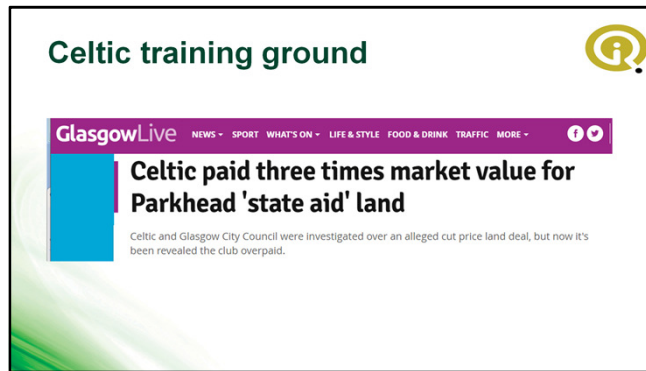 Celtic training ground
GlasgowLive NEWS SPORT WHAT'S ON LIFE & STYLE FOOD & DRINK TRAFFIC MORE
Celtic paid three times market value for
Parkhead 'state aid' land
Celtic and Glasgow City Council were investigated over an alleged cut price land deal, but now it's
been revealed the club overpaid.